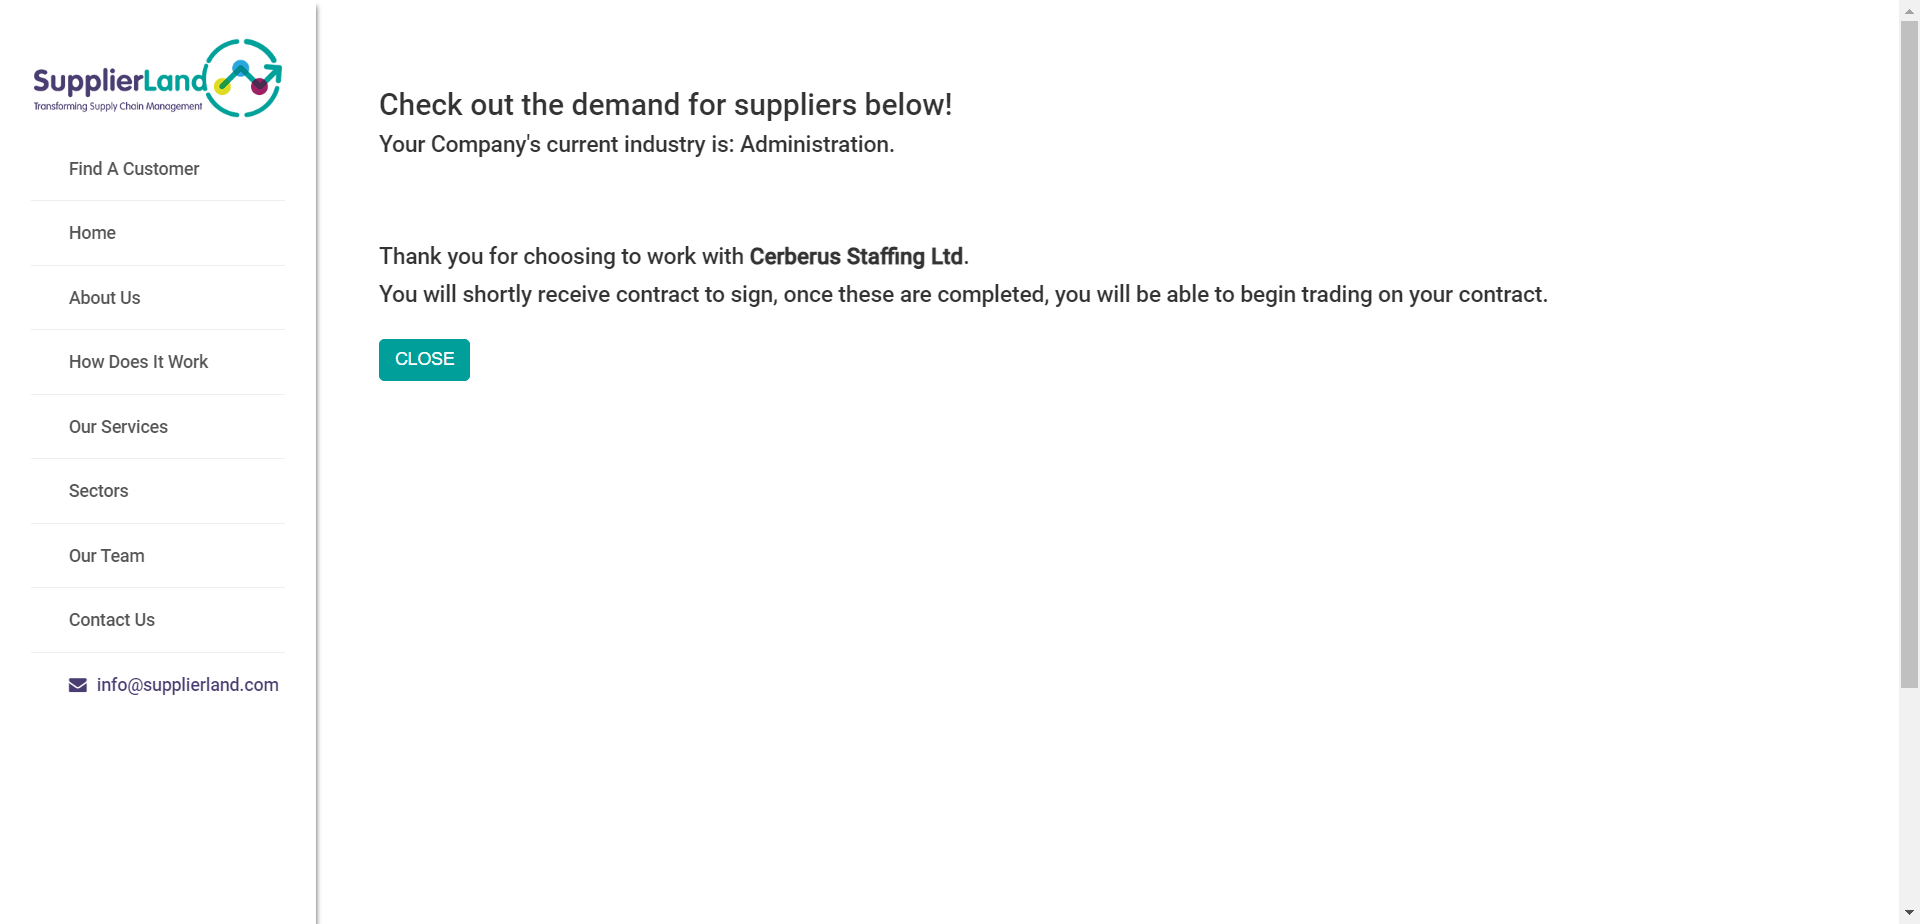 SupplierLand
Transforming Supply Chain Management
Find A Customer
Home
About Us
How Does It Work
Our Services
Sectors
Our Team
Contact Us
info@supplierland.com
Check out the demand for suppliers below!
Your Company's current industry is: Administration.
Thank you for choosing to work with Cerberus Staffing Ltd.
You will shortly receive contract to sign, once these are completed, you will be able to begin trading on your contract.
CLOSE